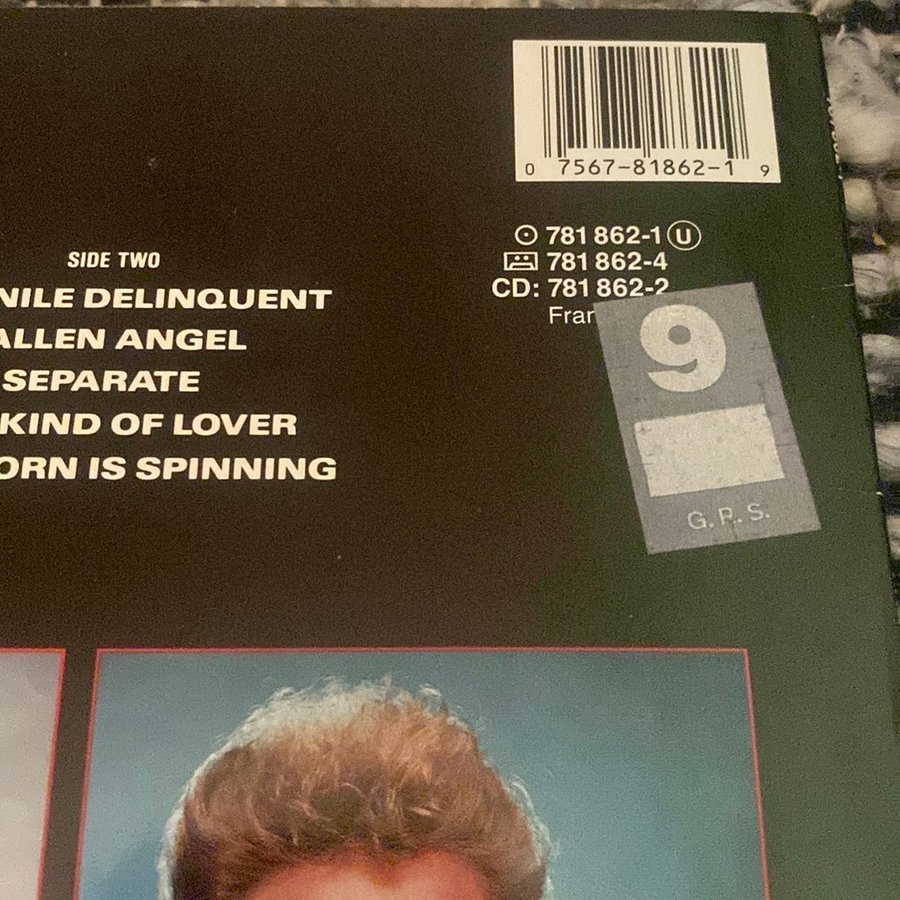 0 7567-81862-1 9
781 862-1 U
781 862-4
CD: 781 862-2
Fran
9
G.P.S.
SIDE TWO
NILE DELINQUENT
ALLEN ANGEL
SEPARATE
KIND OF LOVER
ORN IS SPINNING